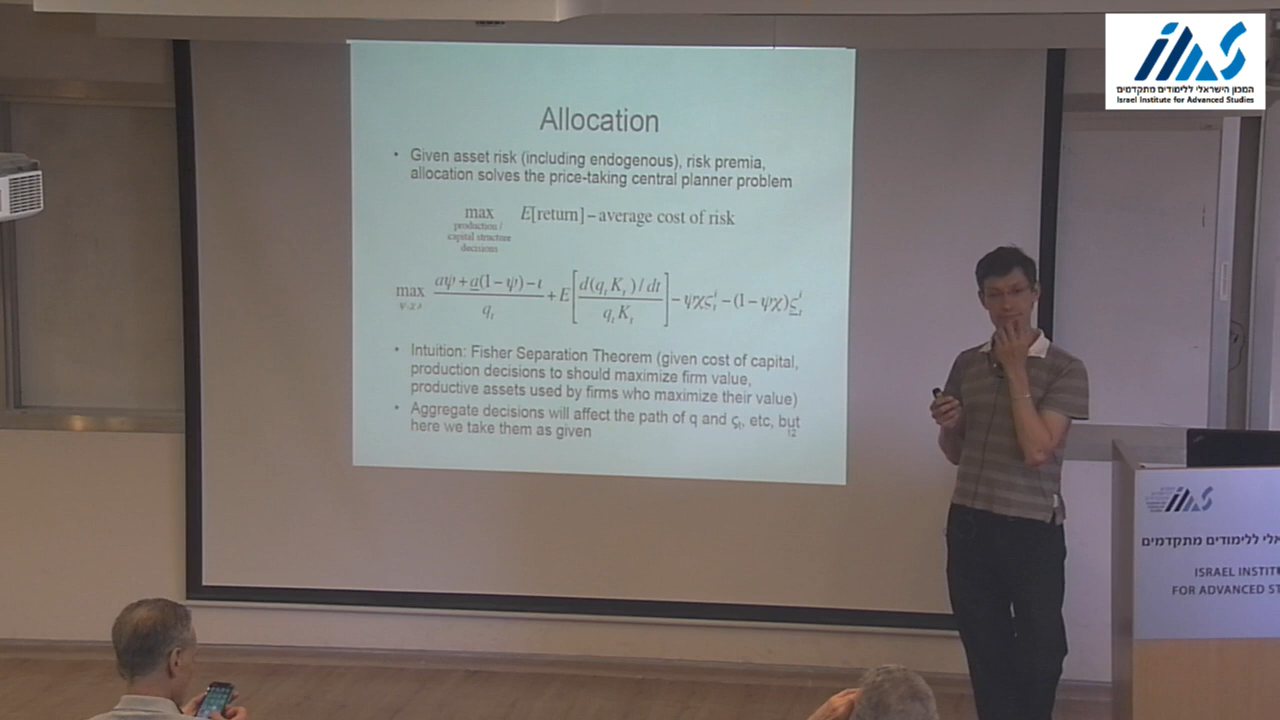 המכון הישראלי ללימודים מתקדמים
Israel Institute for Advanced Studies
Allocation
• Given asset risk (including endogenous), risk premia,
allocation solves the price-taking central planner problem
max E[return] – average cost of risk
production /
capital structure
decisions
max_{ψ,χ,ι} (aψ + a̲(1−ψ) − ι)/q_t + E[(d(q_t K_t)/dt)/(q_t K_t)] − ψχς_t^i − (1−ψχ)ς̲_t^i
• Intuition: Fisher Separation Theorem (given cost of capital,
production decisions to should maximize firm value,
productive assets used by firms who maximize their value)
• Aggregate decisions will affect the path of q and ς_t, etc, but
here we take them as given
12
ללימודים מתקדמים
ISRAEL INSTIT
FOR ADVANCED ST